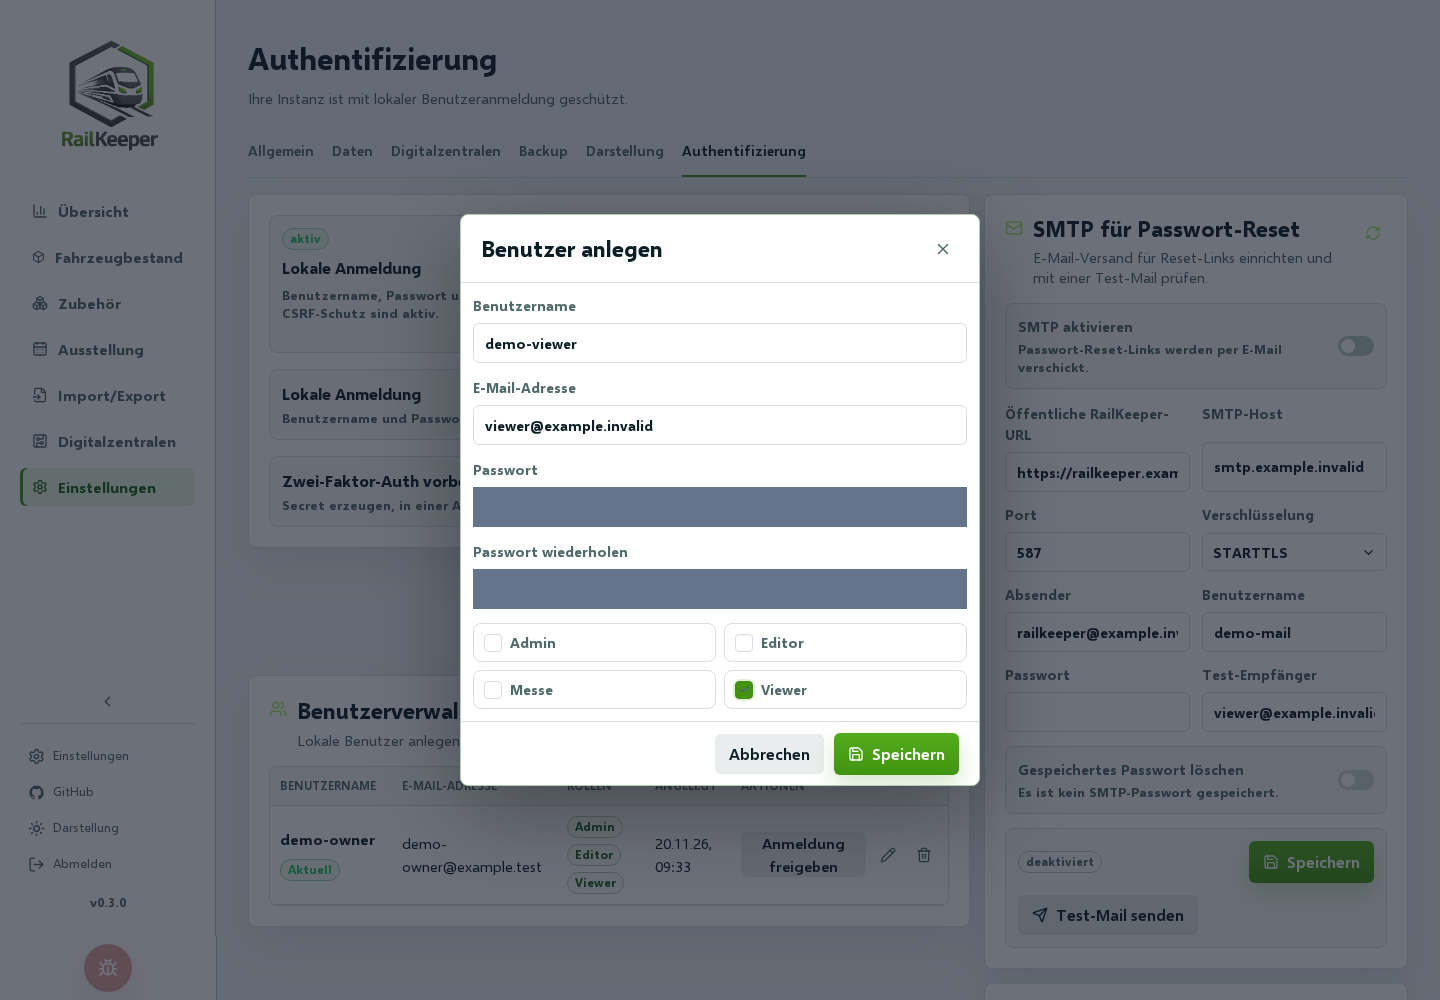 RailKeeper
Übersicht
Fahrzeugbestand
Zubehör
Ausstellung
Import/Export
Digitalzentralen
Einstellungen
Einstellungen
GitHub
Darstellung
Abmelden
v0.3.0
Authentifizierung
Ihre Instanz ist mit lokaler Benutzeranmeldung geschützt.
Allgemein Daten Digitalzentralen Backup Darstellung Authentifizierung
aktiv
Lokale Anmeldung
Benutzername, Passwort
CSRF-Schutz sind aktiv.
Lokale Anmeldung
Benutzername und
Zwei-Faktor-Auth
Secret erzeugen, in einer
Lokale Benutzer anlegen
BENUTZERNAME E-MAIL-ADRESSE ROLLEN ANGELEGT AKTIONEN
demo-owner
Aktuell
demo-
owner@example.test
Admin
Editor
Viewer
20.11.26,
09:33
Anmeldung
freigeben
Benutzer anlegen
Benutzername
demo-viewer
E-Mail-Adresse
viewer@example.invalid
Passwort
Passwort wiederholen
Admin
Editor
Messe
Viewer
Abbrechen
Speichern
SMTP für Passwort-Reset
E-Mail-Versand für Reset-Links einrichten und
mit einer Test-Mail prüfen.
SMTP aktivieren
Passwort-Reset-Links werden per E-Mail
verschickt.
Öffentliche RailKeeper-
URL
https://railkeeper.exam
SMTP-Host
smtp.example.invalid
Port
587
Verschlüsselung
STARTTLS
Absender
railkeeper@example.in
Benutzername
demo-mail
Passwort
Test-Empfänger
viewer@example.invali
Gespeichertes Passwort löschen
Es ist kein SMTP-Passwort gespeichert.
deaktiviert
Speichern
Test-Mail senden